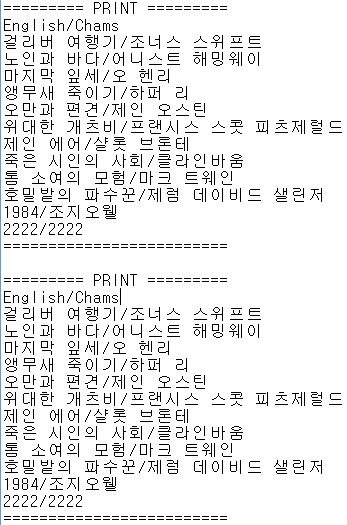 ========= PRINT =========
English/Chams
걸리버 여행기/조너스 스위프트
노인과 바다/어니스트 해밍웨이
마지막 잎세/오 헨리
앵무새 죽이기/하퍼 리
오만과 편견/제인 오스틴
위대한 개츠비/프랜시스 스콧 피츠제럴드
제인 에어/샬롯 브론테
죽은 시인의 사회/클라인바움
톰 소여의 모험/마크 트웨인
호밀밭의 파수꾼/제럼 데이비드 샐린저
1984/조지오웰
2222/2222
=========================
========= PRINT =========
English/Chams
걸리버 여행기/조너스 스위프트
노인과 바다/어니스트 해밍웨이
마지막 잎세/오 헨리
앵무새 죽이기/하퍼 리
오만과 편견/제인 오스틴
위대한 개츠비/프랜시스 스콧 피츠제럴드
제인 에어/샬롯 브론테
죽은 시인의 사회/클라인바움
톰 소여의 모험/마크 트웨인
호밀밭의 파수꾼/제럼 데이비드 샐린저
1984/조지오웰
2222/2222
=========================